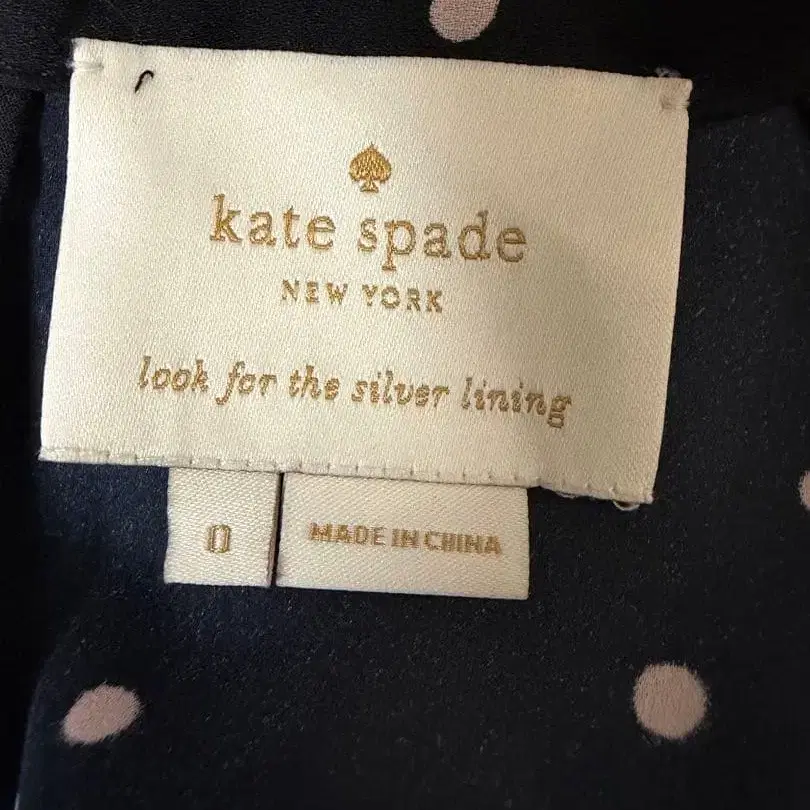 kate spade
NEW YORK
look for the silver lining
0
MADE IN CHINA